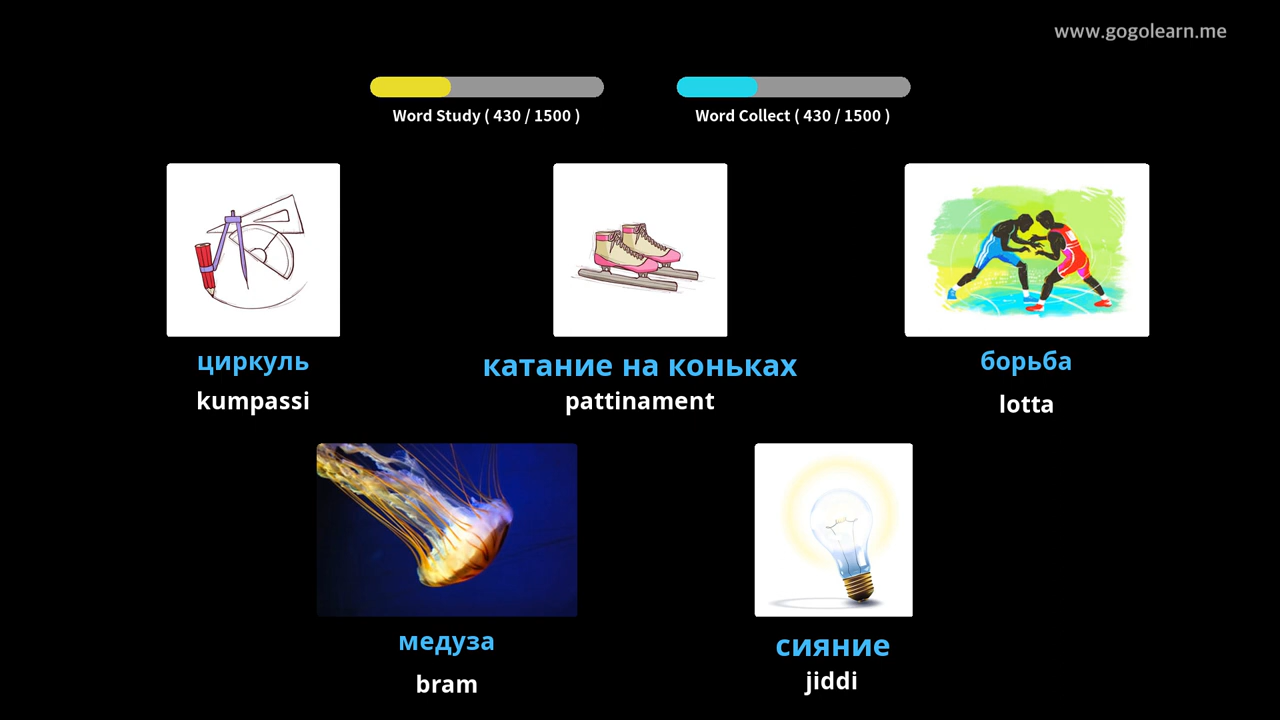 www.gogolearn.me
Word Study ( 430 / 1500 )
Word Collect ( 430 / 1500 )
циркуль
kumpassi
катание на коньках
pattinament
борьба
lotta
медуза
bram
сияние
jiddi